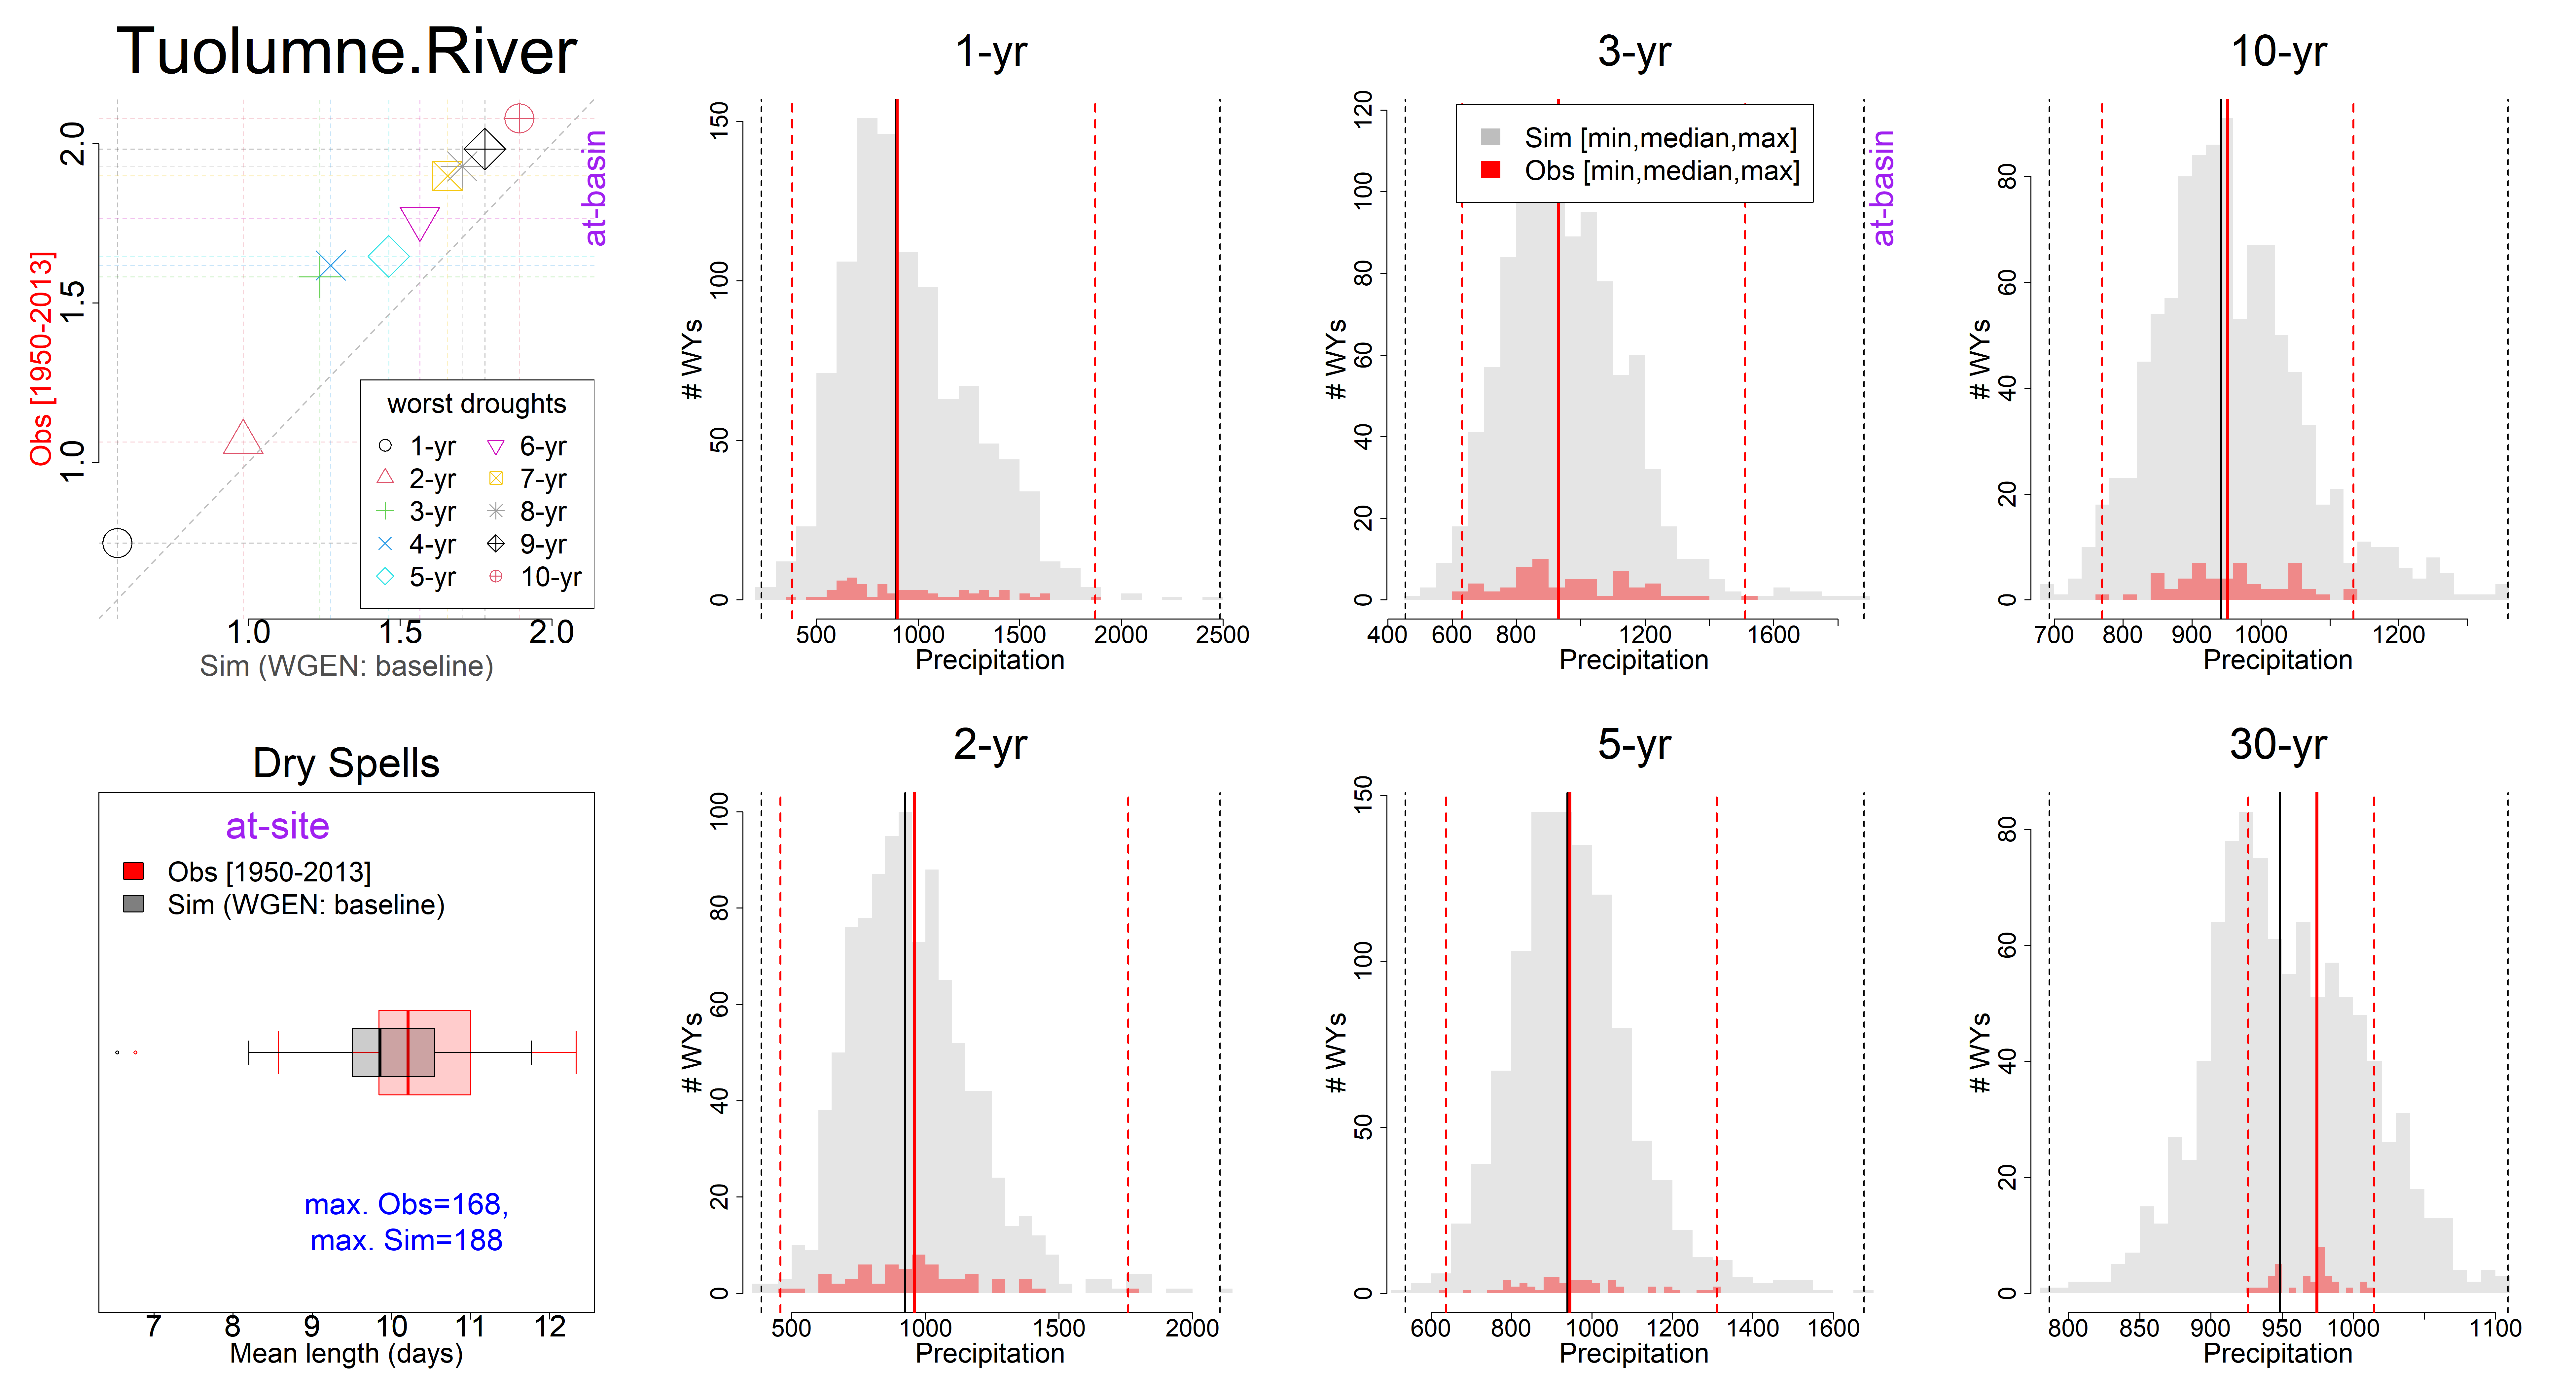 Tuolumne.River
Obs [1950-2013]
1.0
1.5
2.0
at-basin
worst droughts
1-yr
2-yr
3-yr
4-yr
5-yr
6-yr
7-yr
8-yr
9-yr
10-yr
1.0 1.5 2.0
Sim (WGEN: baseline)
1-yr
# WYs
0 50 100 150
500 1000 1500 2000 2500
Precipitation
3-yr
# WYs
0 20 40 60 80 100 120
Sim [min,median,max]
Obs [min,median,max]
at-basin
400 600 800 1200 1600
Precipitation
10-yr
# WYs
0 20 40 60 80
700 800 900 1000 1200
Precipitation
Dry Spells
at-site
Obs [1950-2013]
Sim (WGEN: baseline)
max. Obs=168,
max. Sim=188
7 8 9 10 11 12
Mean length (days)
2-yr
# WYs
0 20 40 60 80 100
500 1000 1500 2000
Precipitation
5-yr
# WYs
0 50 100 150
600 800 1000 1200 1400 1600
Precipitation
30-yr
# WYs
0 20 40 60 80
800 850 900 950 1000 1100
Precipitation